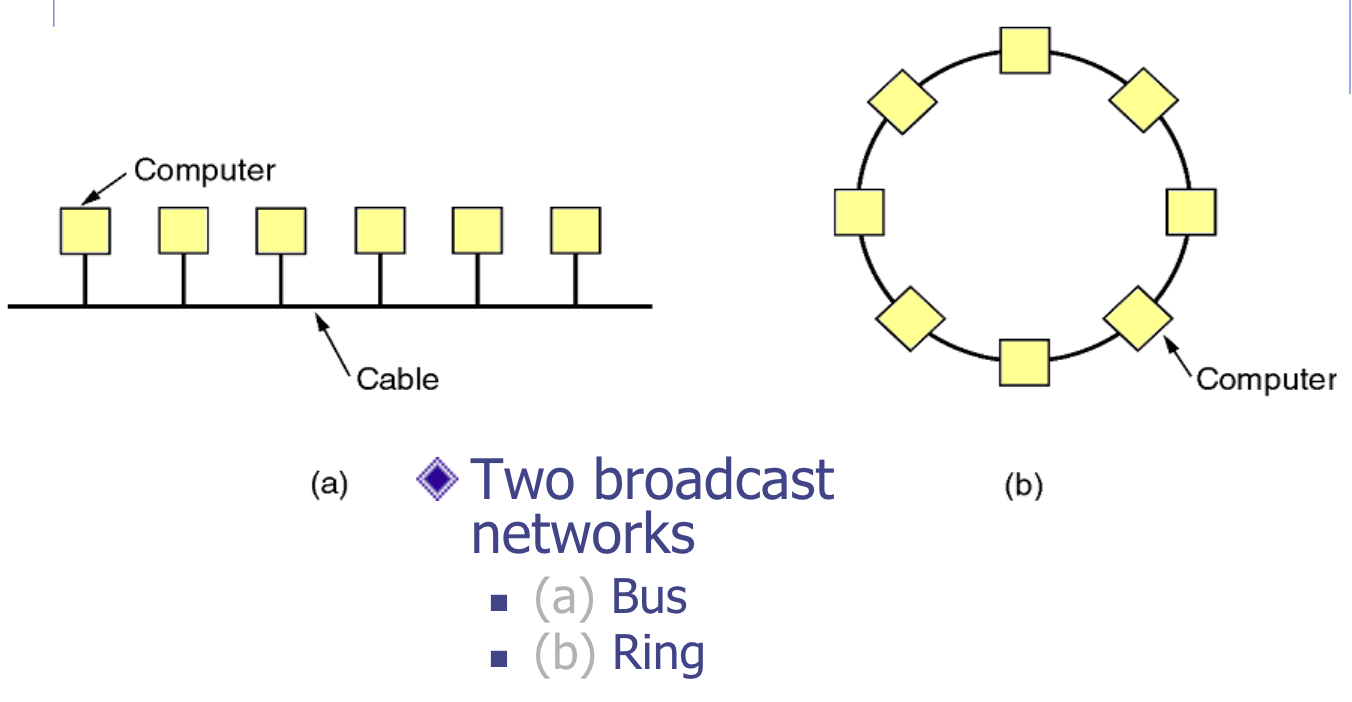 Computer
Cable
(a)
Computer
(b)
Two broadcast
networks
(a) Bus
(b) Ring